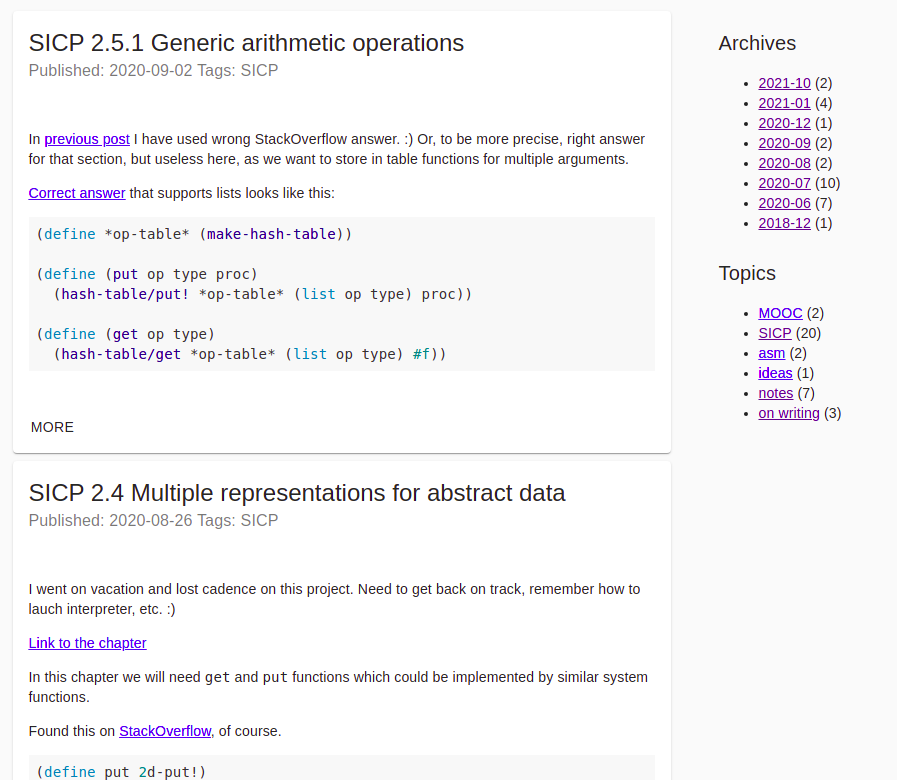 SICP 2.5.1 Generic arithmetic operations
Published: 2020-09-02 Tags: SICP
In previous post I have used wrong StackOverflow answer. :) Or, to be more precise, right answer
for that section, but useless here, as we want to store in table functions for multiple arguments.
Correct answer that supports lists looks like this:
(define *op-table* (make-hash-table))
(define (put op type proc)
  (hash-table/put! *op-table* (list op type) proc))
(define (get op type)
  (hash-table/get *op-table* (list op type) #f))
MORE
SICP 2.4 Multiple representations for abstract data
Published: 2020-08-26 Tags: SICP
I went on vacation and lost cadence on this project. Need to get back on track, remember how to
lauch interpreter, etc. :)
Link to the chapter
In this chapter we will need get and put functions which could be implemented by similar system
functions.
Found this on StackOverflow, of course.
(define put 2d-put!)
Archives
• 2021-10 (2)
• 2021-01 (4)
• 2020-12 (1)
• 2020-09 (2)
• 2020-08 (2)
• 2020-07 (10)
• 2020-06 (7)
• 2018-12 (1)
Topics
• MOOC (2)
• SICP (20)
• asm (2)
• ideas (1)
• notes (7)
• on writing (3)